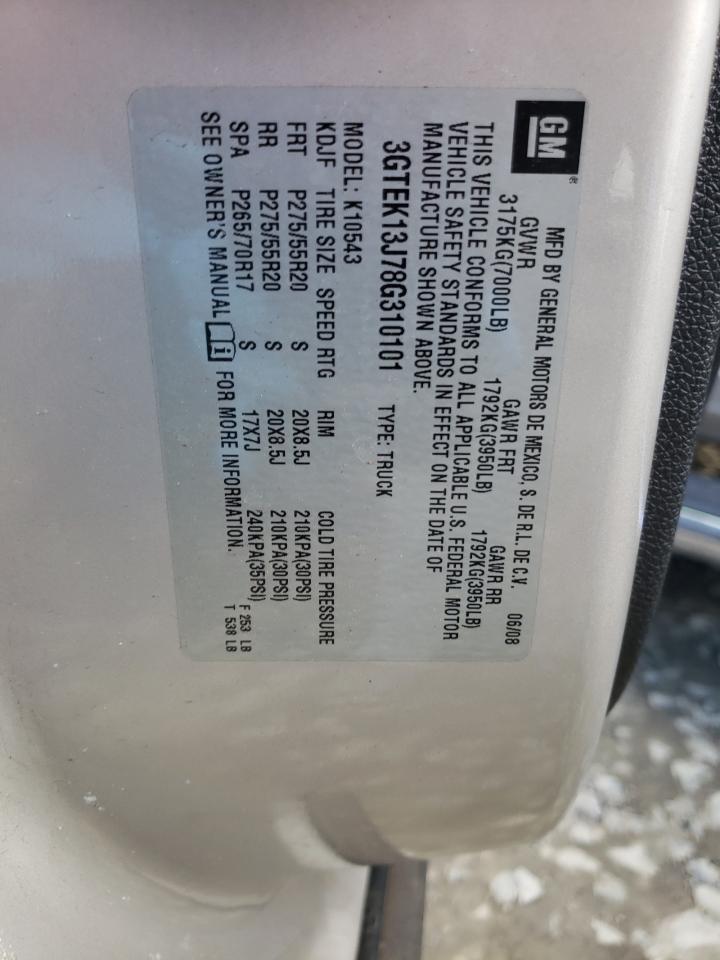 GM®
MFD BY GENERAL MOTORS DE MEXICO, S. DE R.L. DE C.V. 06/08
GVWR GAWR FRT GAWR RR
3175KG(7000LB) 1792KG(3950LB) 1792KG(3950LB)
THIS VEHICLE CONFORMS TO ALL APPLICABLE U.S. FEDERAL MOTOR
VEHICLE SAFETY STANDARDS IN EFFECT ON THE DATE OF
MANUFACTURE SHOWN ABOVE.
3GTEK13J78G310101 TYPE: TRUCK
MODEL: K10543
KDJF TIRE SIZE SPEED RTG RIM COLD TIRE PRESSURE
FRT P275/55R20 S 20X8.5J 210KPA(30PSI)
RR P275/55R20 S 20X8.5J 210KPA(30PSI)
SPA P265/70R17 S 17X7J 240KPA(35PSI)
SEE OWNER'S MANUAL i FOR MORE INFORMATION.
F 253 LB
T 538 LB